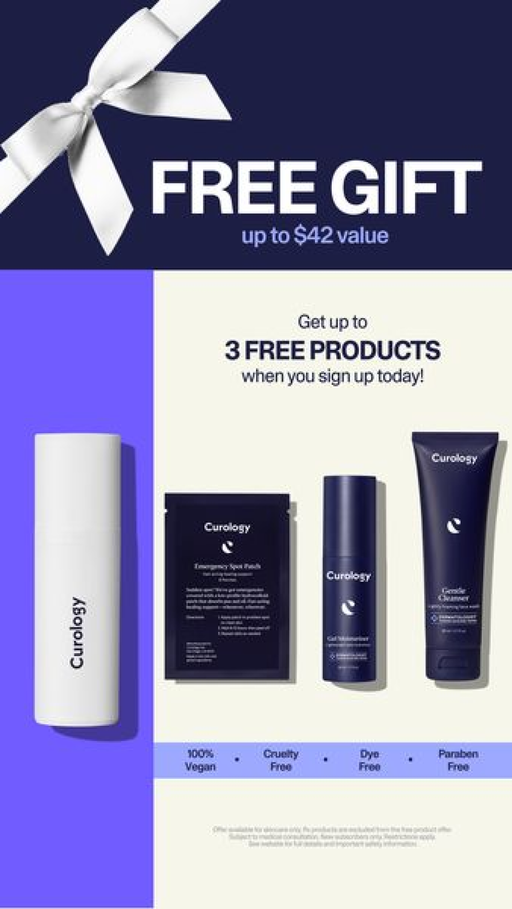 FREE GIFT
up to $42 value
Get up to
3 FREE PRODUCTS
when you sign up today!
Curology
Curology
Emergency Spot Patch
Directions:
Curology
Gel Moisturizer
DERMATOLOGIST
Curology
Gentle
Cleanser
DERMATOLOGIST
100%
Vegan
•
Cruelty
Free
•
Dye
Free
•
Paraben
Free
Offer available for skincare only. Rx products are excluded from the free product offer.
Subject to medical consultation. New subscribers only. Restrictions apply.
See website for full details and important safety information.